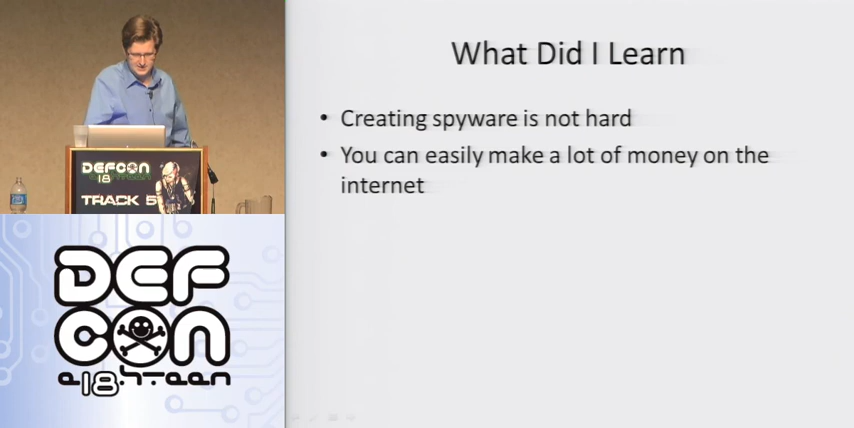 What Did I Learn
• Creating spyware is not hard
• You can easily make a lot of money on the
internet
DEFCON
18
TRACK 5
DEF
CON
e18hteen